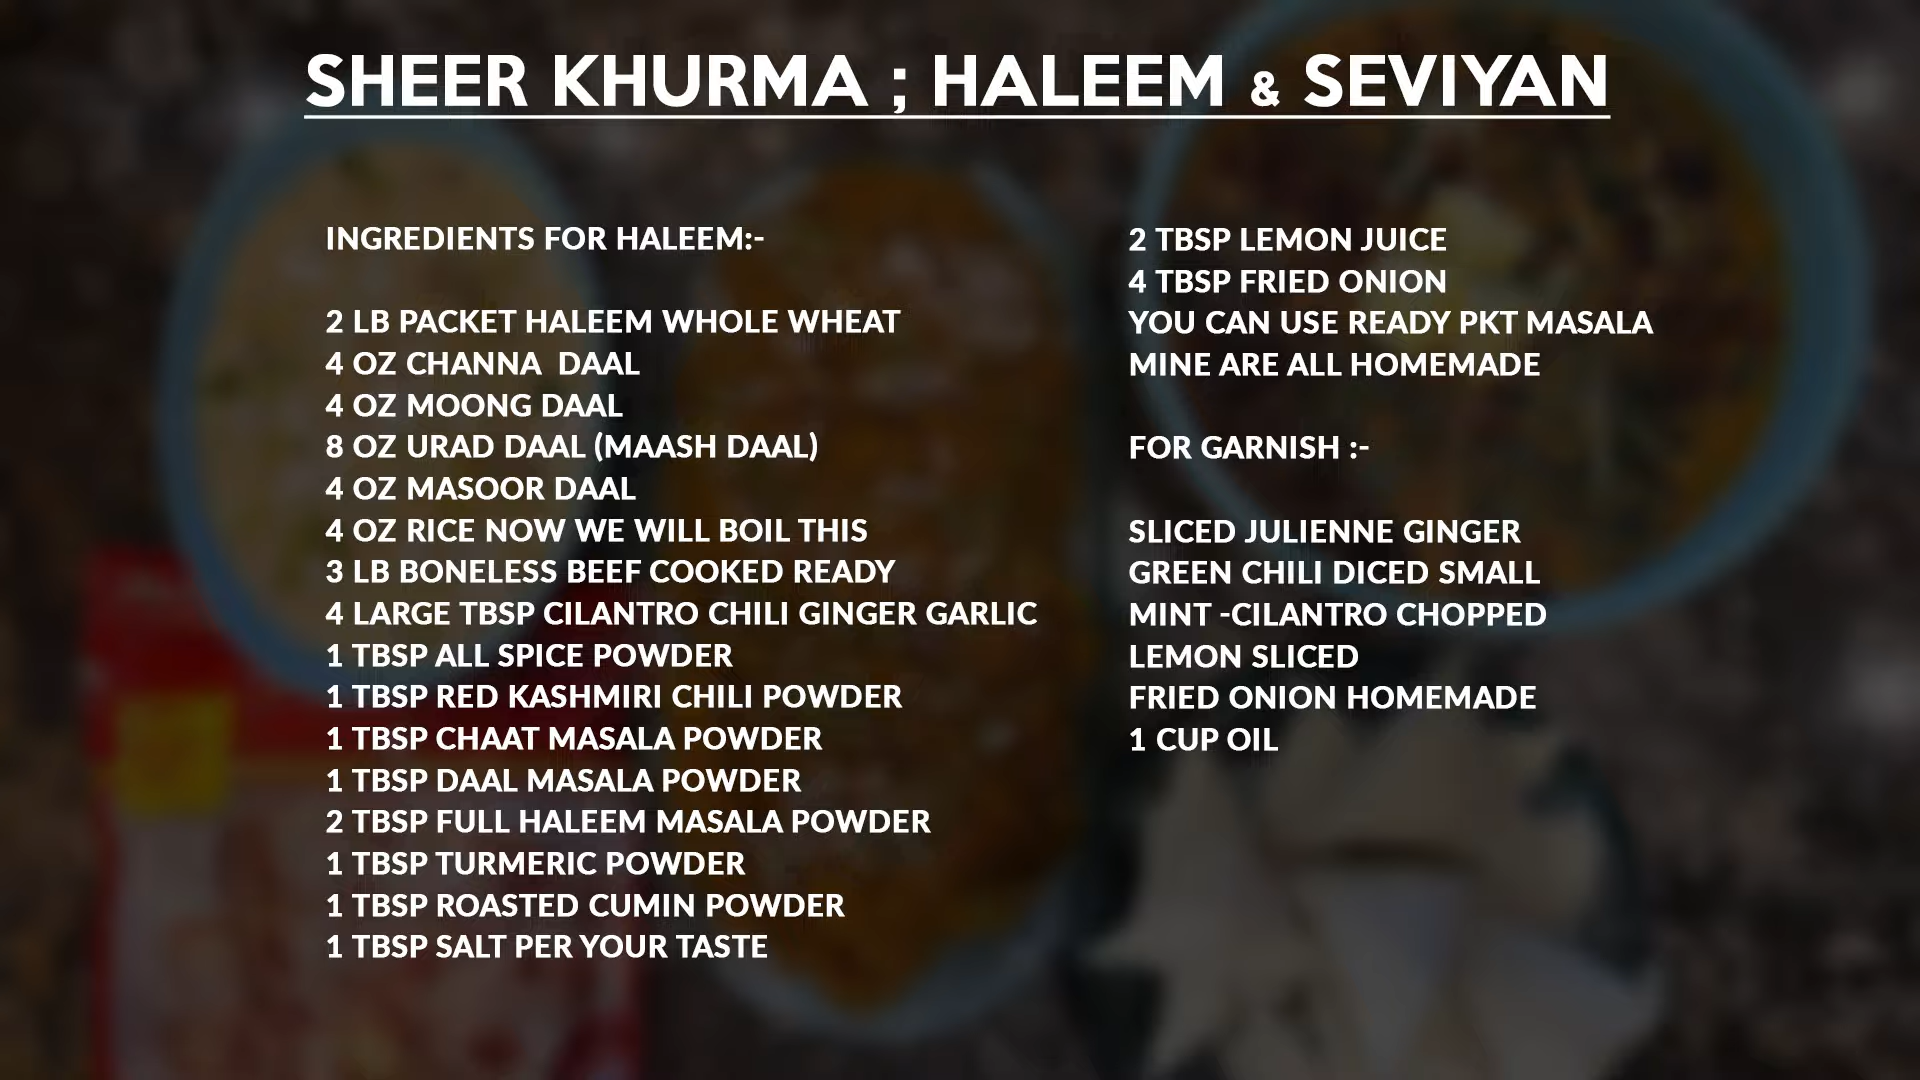 SHEER KHURMA ; HALEEM & SEVIYAN
INGREDIENTS FOR HALEEM:-
2 LB PACKET HALEEM WHOLE WHEAT
4 OZ CHANNA  DAAL
4 OZ MOONG DAAL
8 OZ URAD DAAL (MAASH DAAL)
4 OZ MASOOR DAAL
4 OZ RICE NOW WE WILL BOIL THIS
3 LB BONELESS BEEF COOKED READY
4 LARGE TBSP CILANTRO CHILI GINGER GARLIC
1 TBSP ALL SPICE POWDER
1 TBSP RED KASHMIRI CHILI POWDER
1 TBSP CHAAT MASALA POWDER
1 TBSP DAAL MASALA POWDER
2 TBSP FULL HALEEM MASALA POWDER
1 TBSP TURMERIC POWDER
1 TBSP ROASTED CUMIN POWDER
1 TBSP SALT PER YOUR TASTE
2 TBSP LEMON JUICE
4 TBSP FRIED ONION
YOU CAN USE READY PKT MASALA
MINE ARE ALL HOMEMADE
FOR GARNISH :-
SLICED JULIENNE GINGER
GREEN CHILI DICED SMALL
MINT -CILANTRO CHOPPED
LEMON SLICED
FRIED ONION HOMEMADE
1 CUP OIL